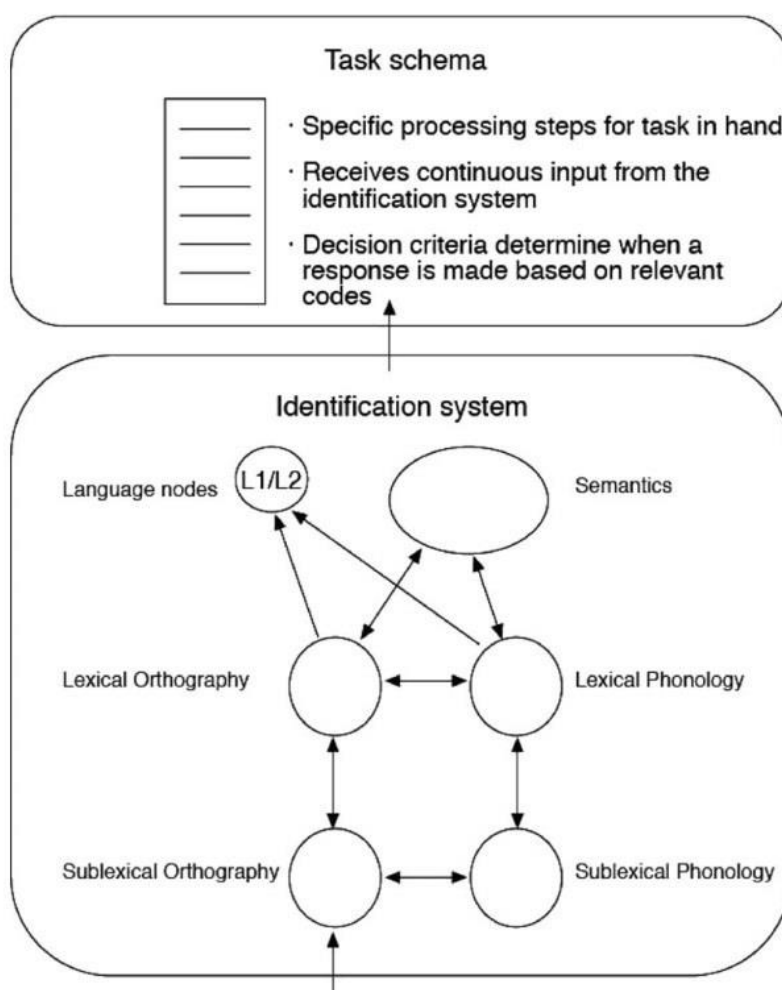 Task schema
· Specific processing steps for task in hand
· Receives continuous input from the
identification system
· Decision criteria determine when a
response is made based on relevant
codes
Identification system
Language nodes
L1/L2
Semantics
Lexical Orthography
Lexical Phonology
Sublexical Orthography
Sublexical Phonology